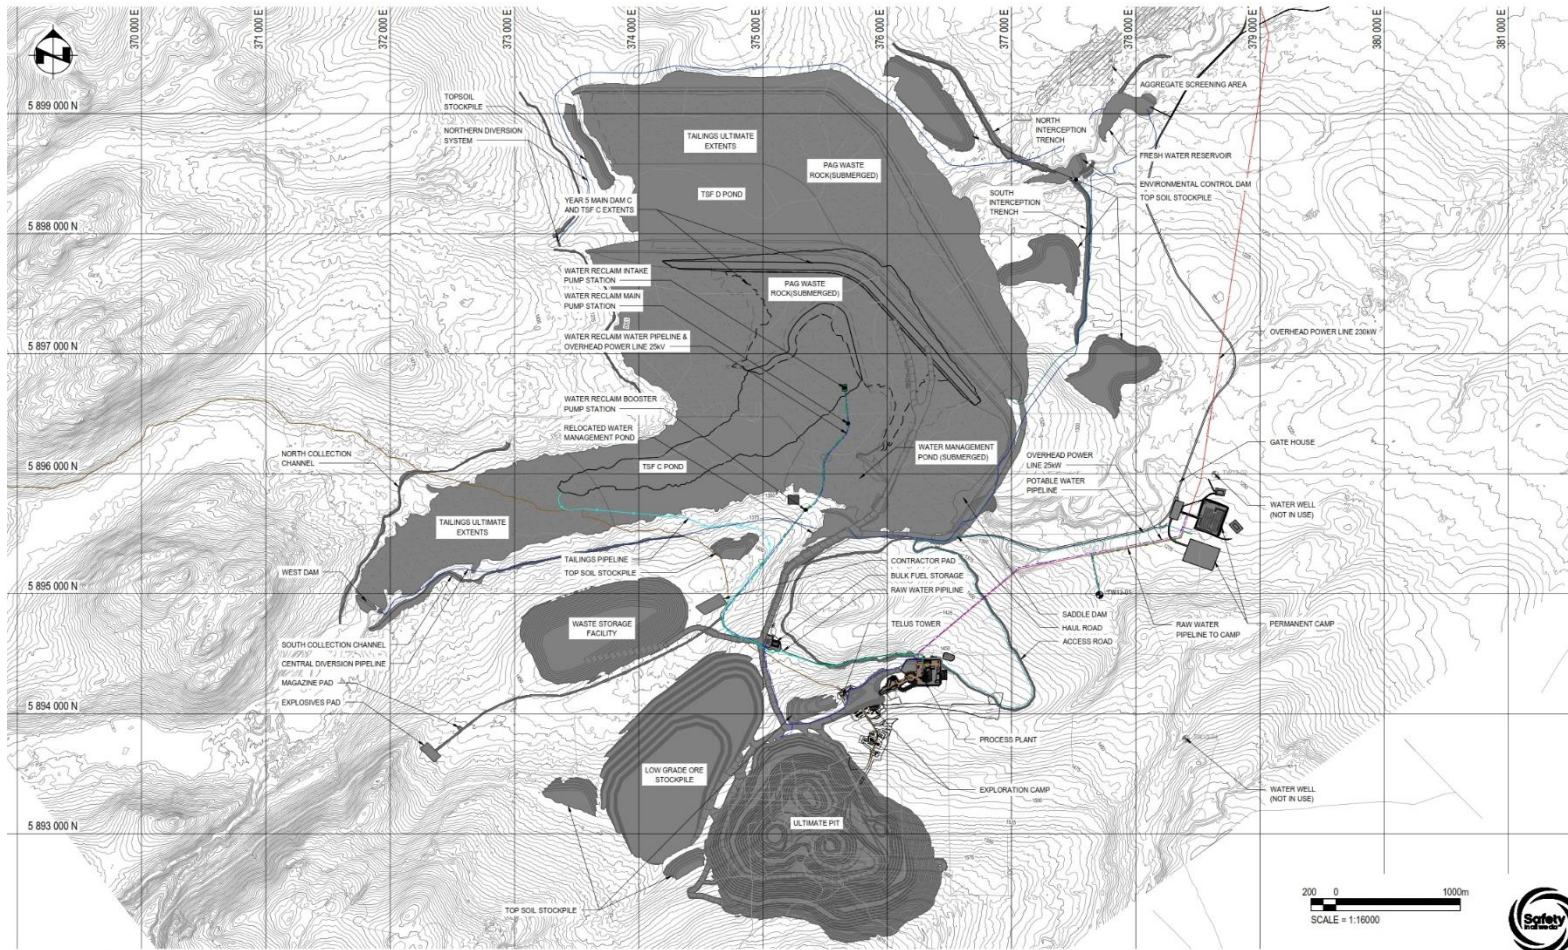 370 000 E
371 000 E
372 000 E
373 000 E
374 000 E
375 000 E
376 000 E
377 000 E
378 000 E
379 000 E
380 000 E
381 000 E
N
5 899 000 N
5 898 000 N
5 897 000 N
5 896 000 N
5 895 000 N
5 894 000 N
5 893 000 N
TOPSOIL
STOCKPILE
NORTHERN DIVERSION
SYSTEM
TAILINGS ULTIMATE
EXTENTS
PAG WASTE
ROCK(SUBMERGED)
TSF D POND
AGGREGATE SCREENING AREA
NORTH
INTERCEPTION
TRENCH
FRESH WATER RESERVOIR
ENVIRONMENTAL CONTROL DAM
TOP SOIL STOCKPILE
SOUTH
INTERCEPTION
TRENCH
YEAR 5 MAIN DAM C
AND TSF C EXTENTS
WATER RECLAIM INTAKE
PUMP STATION
PAG WASTE
ROCK(SUBMERGED)
WATER RECLAIM MAIN
PUMP STATION
WATER RECLAIM WATER PIPELINE &
OVERHEAD POWER LINE 25kV
OVERHEAD POWER LINE 230kW
WATER RECLAIM BOOSTER
PUMP STATION
RELOCATED WATER
MANAGEMENT POND
NORTH COLLECTION
CHANNEL
TSF C POND
WATER MANAGEMENT
POND (SUBMERGED)
OVERHEAD POWER
LINE 25kW
POTABLE WATER
PIPELINE
GATE HOUSE
WATER WELL
(NOT IN USE)
TAILINGS ULTIMATE
EXTENTS
WEST DAM
TAILINGS PIPELINE
TOP SOIL STOCKPILE
CONTRACTOR PAD
BULK FUEL STORAGE
RAW WATER PIPILINE
TELUS TOWER
WASTE STORAGE
FACILITY
SADDLE DAM
HAUL ROAD
ACCESS ROAD
RAW WATER
PIPELINE TO CAMP
PERMANENT CAMP
SOUTH COLLECTION CHANNEL
CENTRAL DIVERSION PIPELINE
MAGAZINE PAD
EXPLOSIVES PAD
PROCESS PLANT
LOW GRADE ORE
STOCKPILE
EXPLORATION CAMP
WATER WELL
(NOT IN USE)
ULTIMATE PIT
TOP SOIL STOCKPILE
200 0 1000m
SCALE = 1:16000
Safety